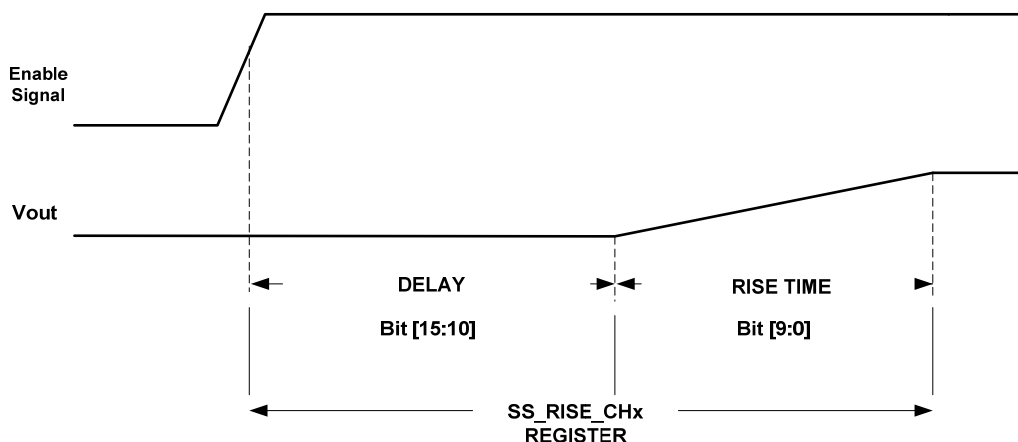 Enable
Signal
Vout
DELAY
RISE TIME
Bit [15:10]
Bit [9:0]
SS_RISE_CHx
REGISTER